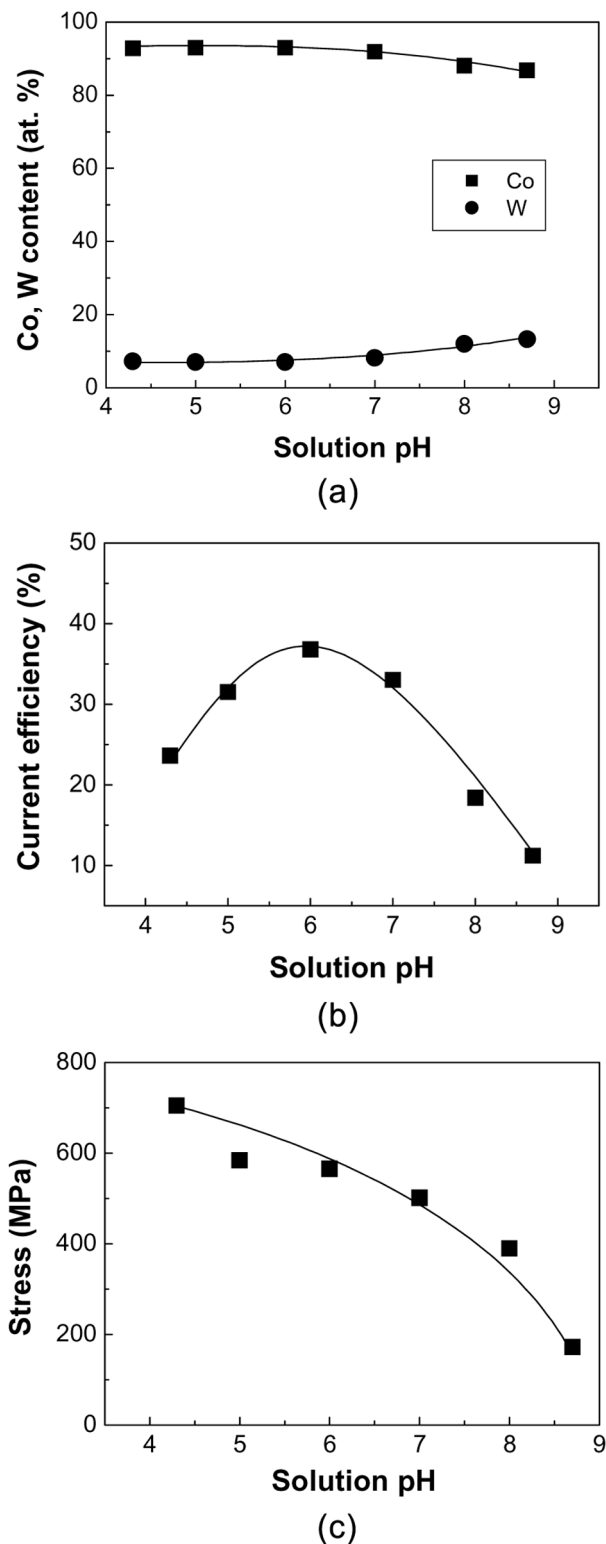 Co, W content (at. %)
100
80
60
40
20
0
Co
W
4 5 6 7 8 9
Solution pH
(a)
Current efficiency (%)
50
40
30
20
10
4 5 6 7 8 9
Solution pH
(b)
Stress (MPa)
800
600
400
200
0
4 5 6 7 8 9
Solution pH
(c)